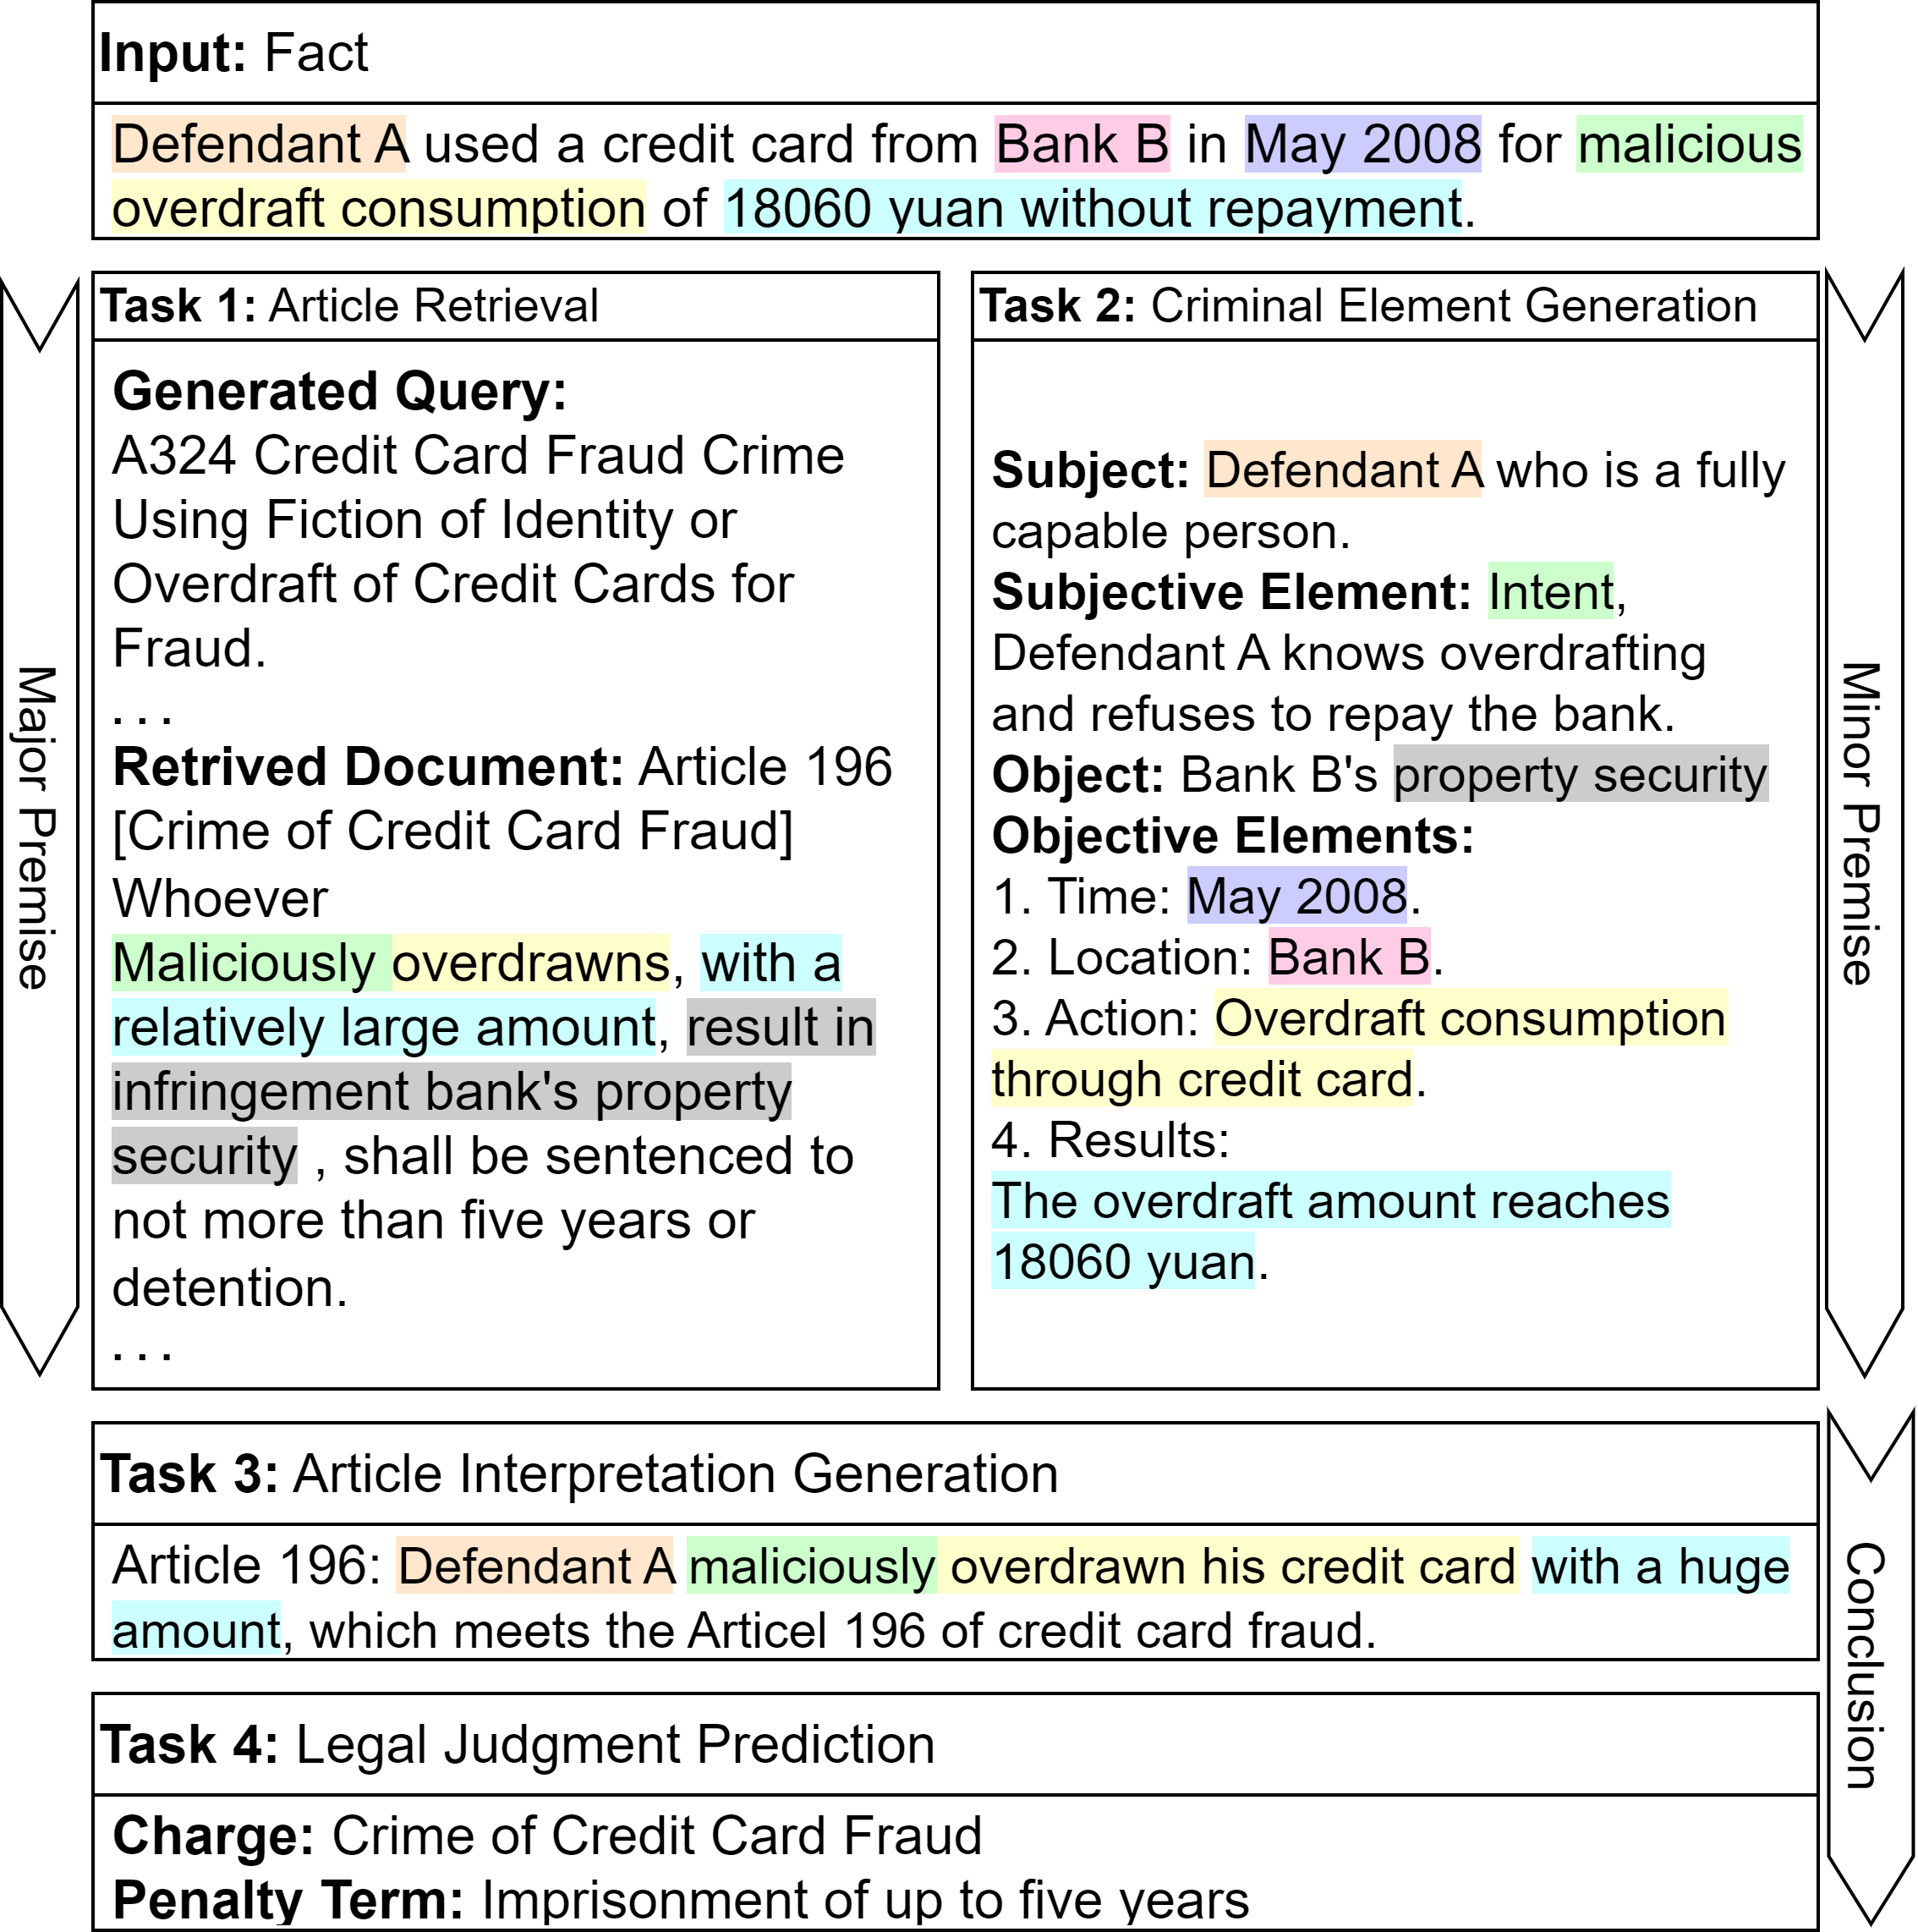 Input: Fact
Defendant A used a credit card from Bank B in May 2008 for malicious
overdraft consumption of 18060 yuan without repayment.
Major Premise
Task 1: Article Retrieval
Generated Query:
A324 Credit Card Fraud Crime
Using Fiction of Identity or
Overdraft of Credit Cards for
Fraud.
...
Retrived Document: Article 196
[Crime of Credit Card Fraud]
Whoever
Maliciously overdrawns, with a
relatively large amount, result in
infringement bank's property
security , shall be sentenced to
not more than five years or
detention.
...
Task 2: Criminal Element Generation
Subject: Defendant A who is a fully
capable person.
Subjective Element: Intent,
Defendant A knows overdrafting
and refuses to repay the bank.
Object: Bank B's property security
Objective Elements:
1. Time: May 2008.
2. Location: Bank B.
3. Action: Overdraft consumption
through credit card.
4. Results:
The overdraft amount reaches
18060 yuan.
Minor Premise
Task 3: Article Interpretation Generation
Article 196: Defendant A maliciously overdrawn his credit card with a huge
amount, which meets the Articel 196 of credit card fraud.
Task 4: Legal Judgment Prediction
Charge: Crime of Credit Card Fraud
Penalty Term: Imprisonment of up to five years
Conclusion